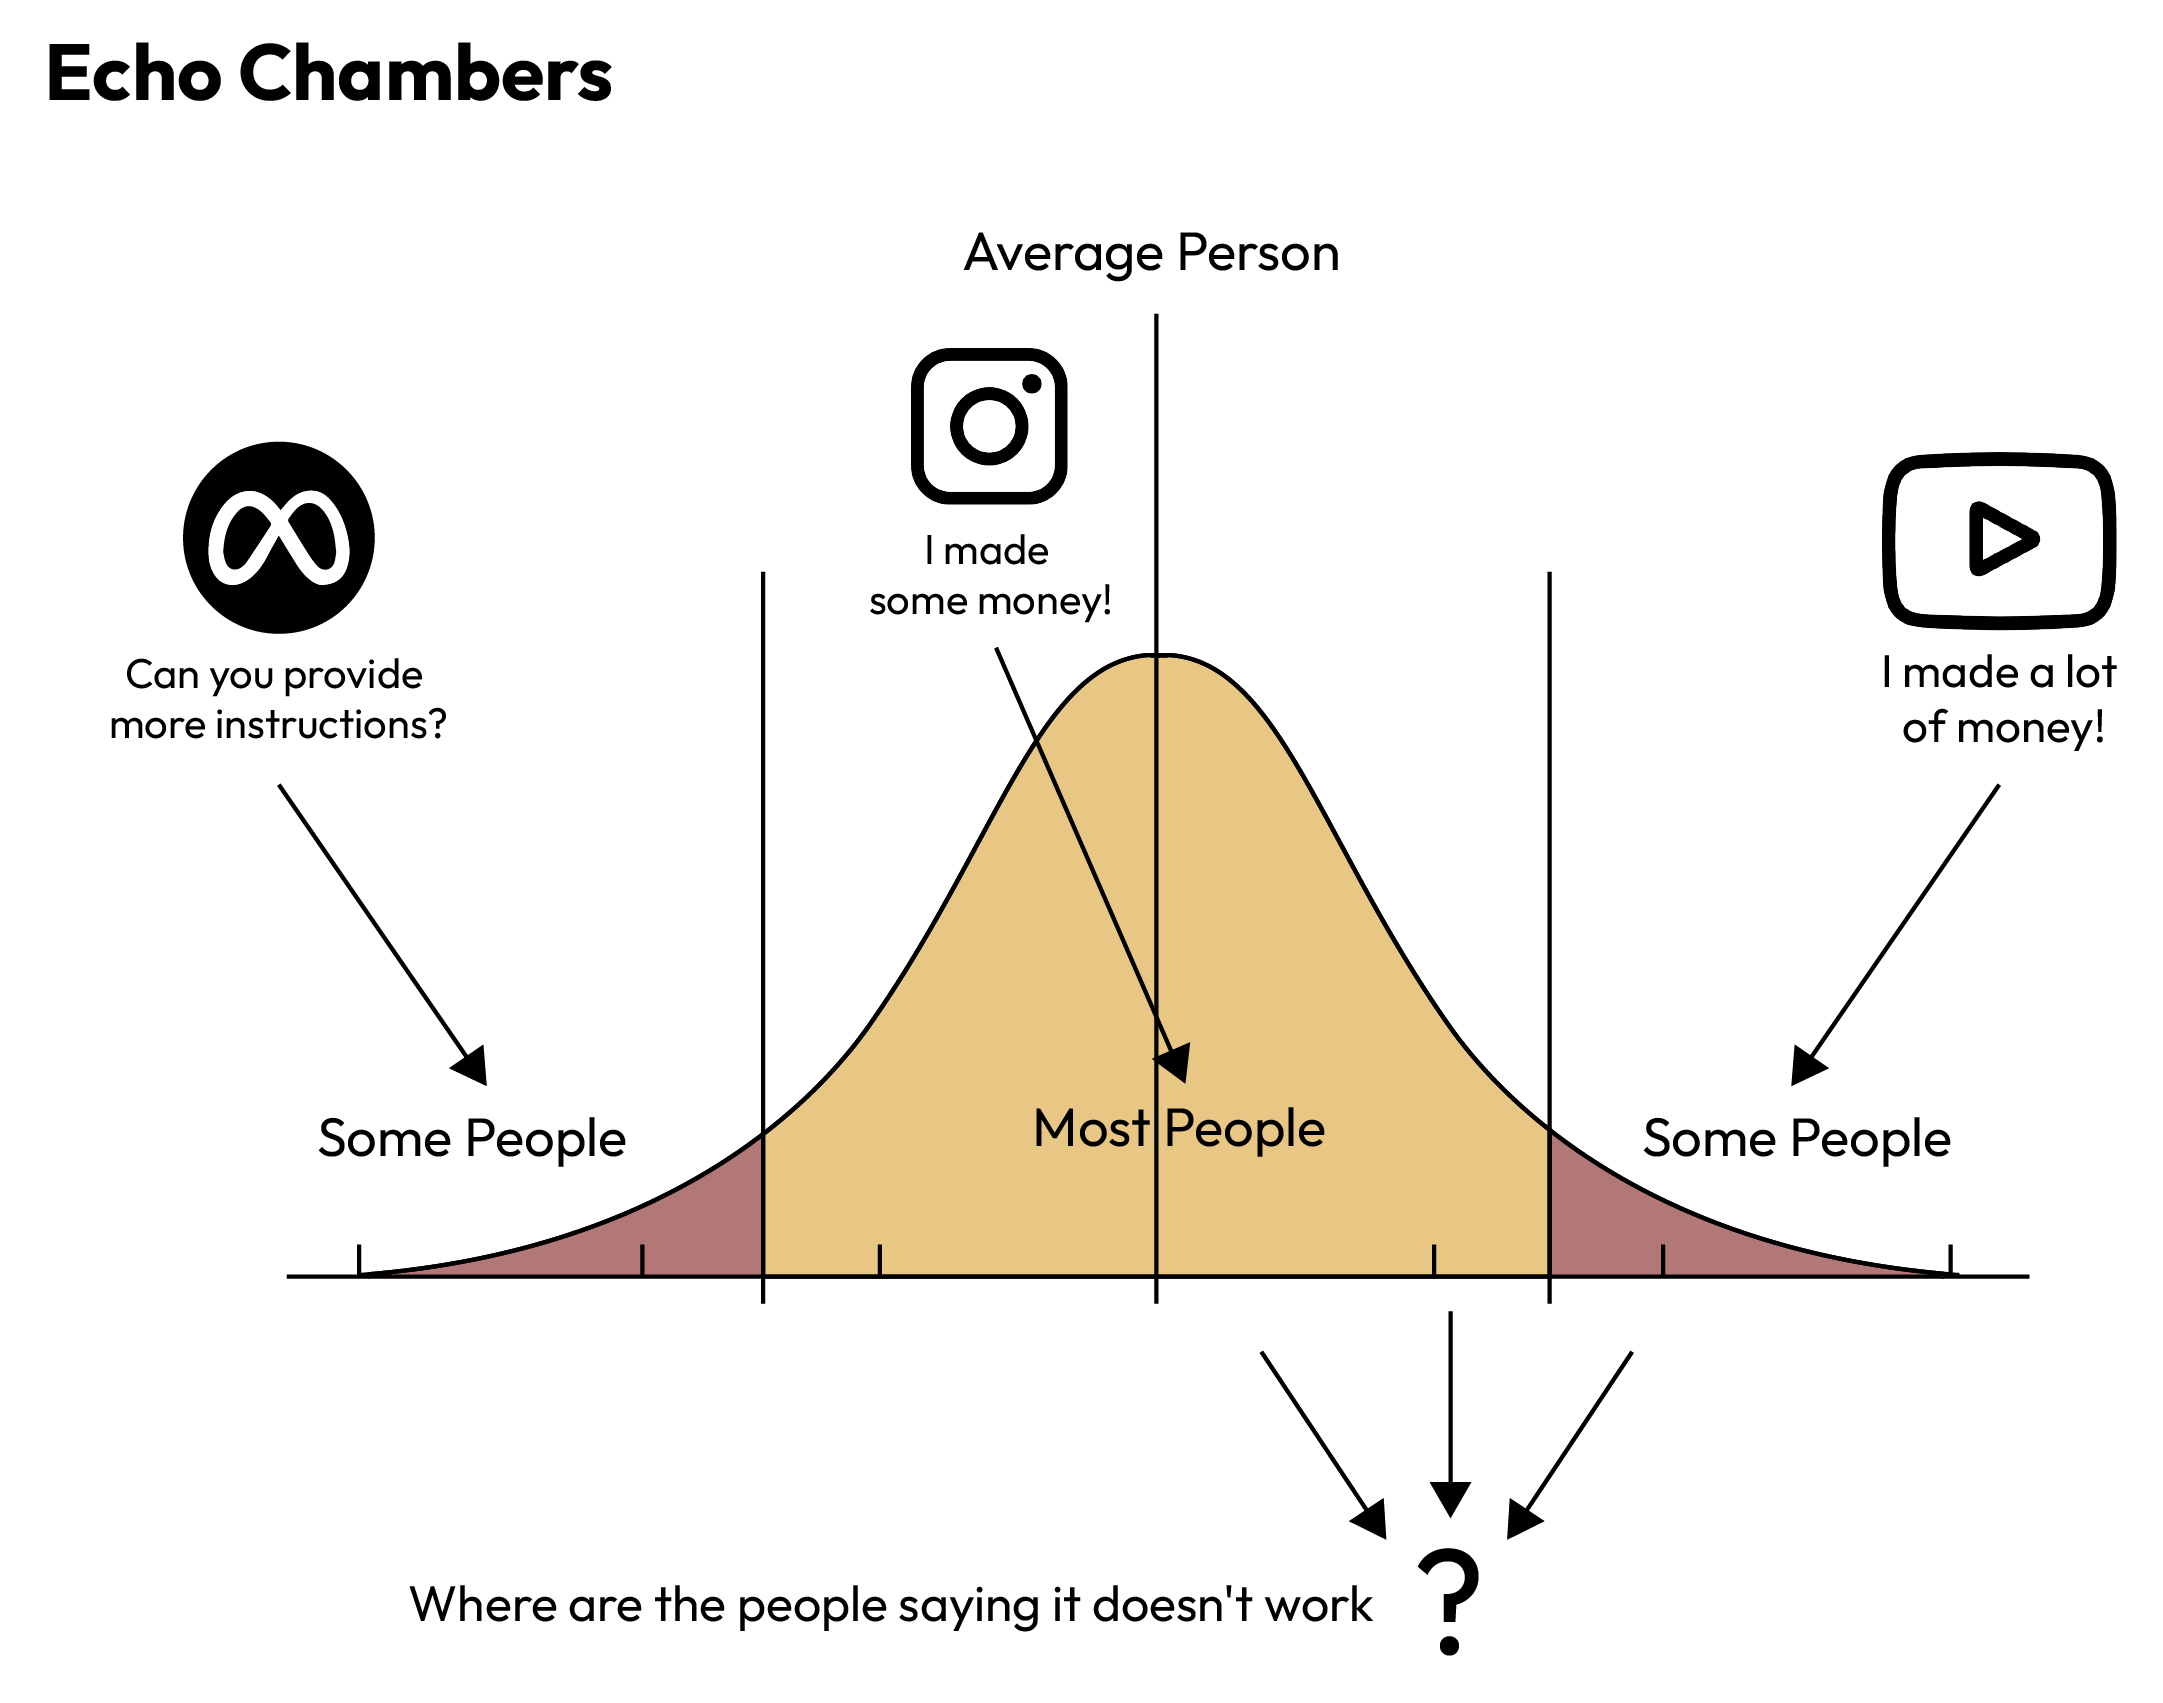 Echo Chambers
Average Person
I made
some money!
Can you provide
more instructions?
I made a lot
of money!
Some People
Most People
Some People
Where are the people saying it doesn't work ?